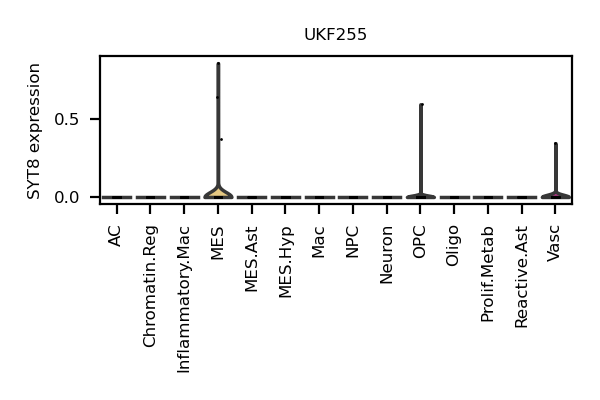 UKF255
SYT8 expression
0.5
0.0
AC
Chromatin.Reg
Inflammatory.Mac
MES
MES.Ast
MES.Hyp
Mac
NPC
Neuron
OPC
Oligo
Prolif.Metab
Reactive.Ast
Vasc